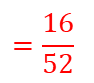 = 16/52